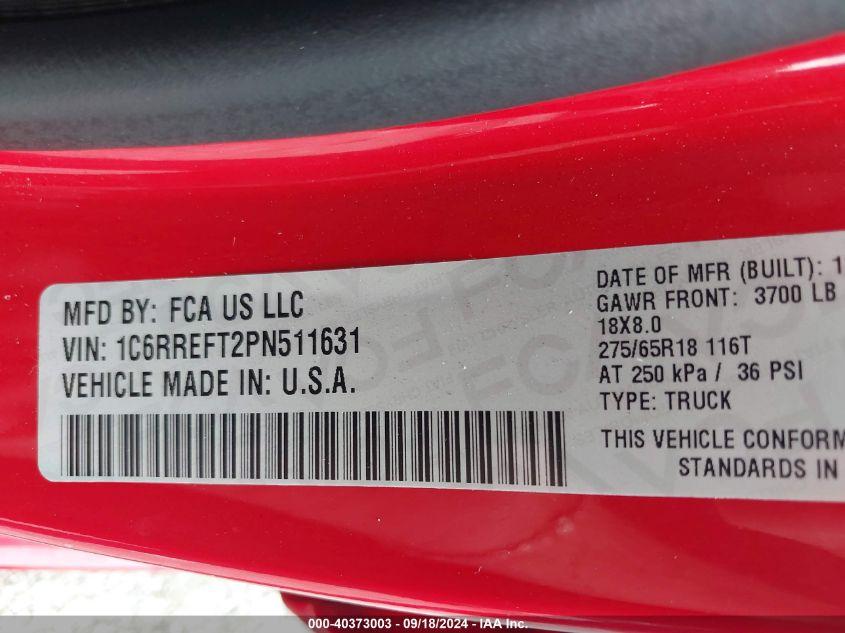 MFD BY: FCA US LLC
VIN: 1C6RREFT2PN511631
VEHICLE MADE IN: U.S.A.
DATE OF MFR (BUILT): 1
GAWR FRONT: 3700 LB
18X8.0
275/65R18 116T
AT 250 kPa / 36 PSI
TYPE: TRUCK
THIS VEHICLE CONFORM
STANDARDS IN
000-40373003 - 09/18/2024 - IAA Inc.